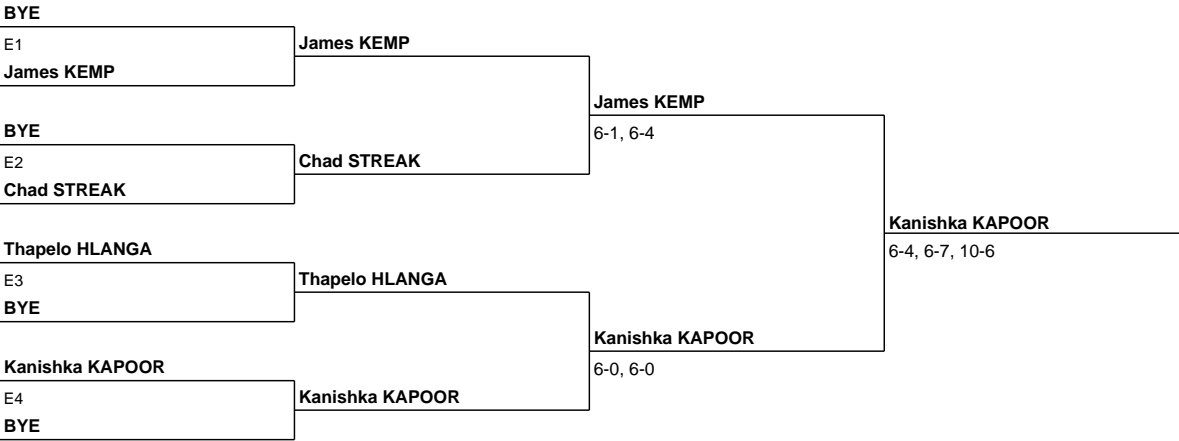 BYE
E1
James KEMP
James KEMP
BYE
E2
Chad STREAK
Chad STREAK
James KEMP
6-1, 6-4
Thapelo HLANGA
E3
BYE
Thapelo HLANGA
Kanishka KAPOOR
E4
BYE
Kanishka KAPOOR
Kanishka KAPOOR
6-0, 6-0
Kanishka KAPOOR
6-4, 6-7, 10-6